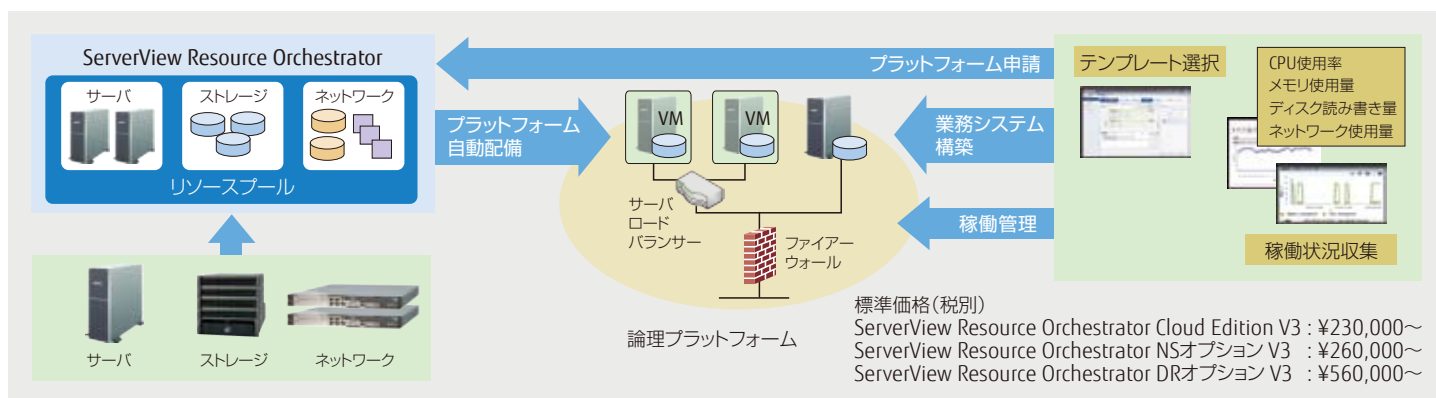 ServerView Resource Orchestrator
サーバ
ストレージ
ネットワーク
リソースプール
サーバ
ストレージ
ネットワーク
プラットフォーム申請
プラットフォーム
自動配備
VM
VM
サーバ
ロード
バランサー
ファイアー
ウォール
論理プラットフォーム
業務システム
構築
稼働管理
テンプレート選択
CPU使用率
メモリ使用量
ディスク読み書き量
ネットワーク使用量
稼働状況収集
標準価格(税別)
ServerView Resource Orchestrator Cloud Edition V3 : ¥230,000〜
ServerView Resource Orchestrator NSオプション V3 : ¥260,000〜
ServerView Resource Orchestrator DRオプション V3 : ¥560,000〜